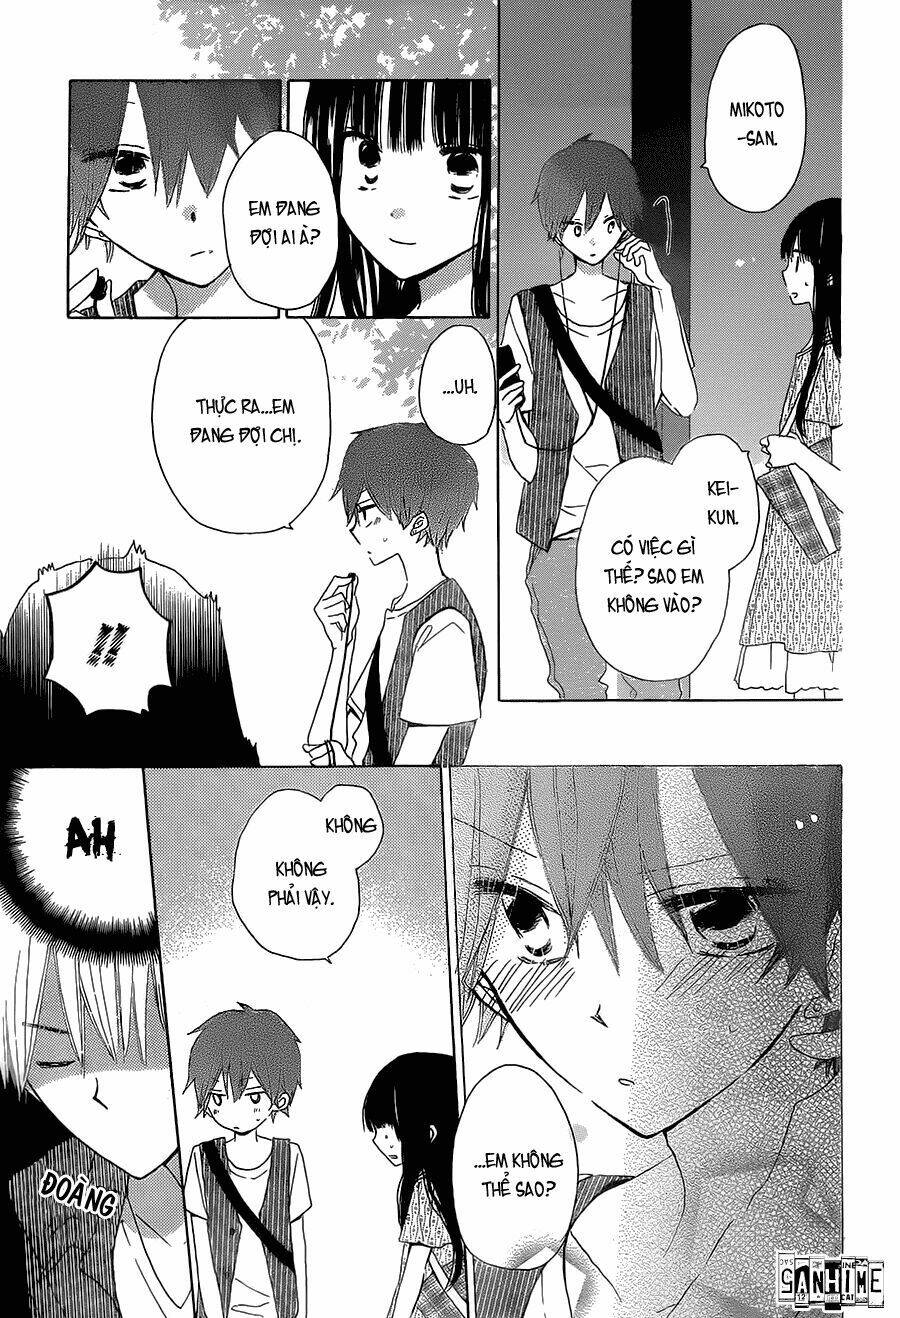 MIKOTO
-SAN.
KEI-
KUN.
CÓ VIỆC GÌ
THẾ? SAO EM
KHÔNG VÀO?
EM ĐANG
ĐỢI AI À?
...UH.
THỰC RA...EM
ĐANG ĐỢI CHỊ.
!!
...EM KHÔNG
THỂ SAO?
KHÔNG
KHÔNG
PHẢI VẬY.
AH
ĐOÀNG
SANHIME